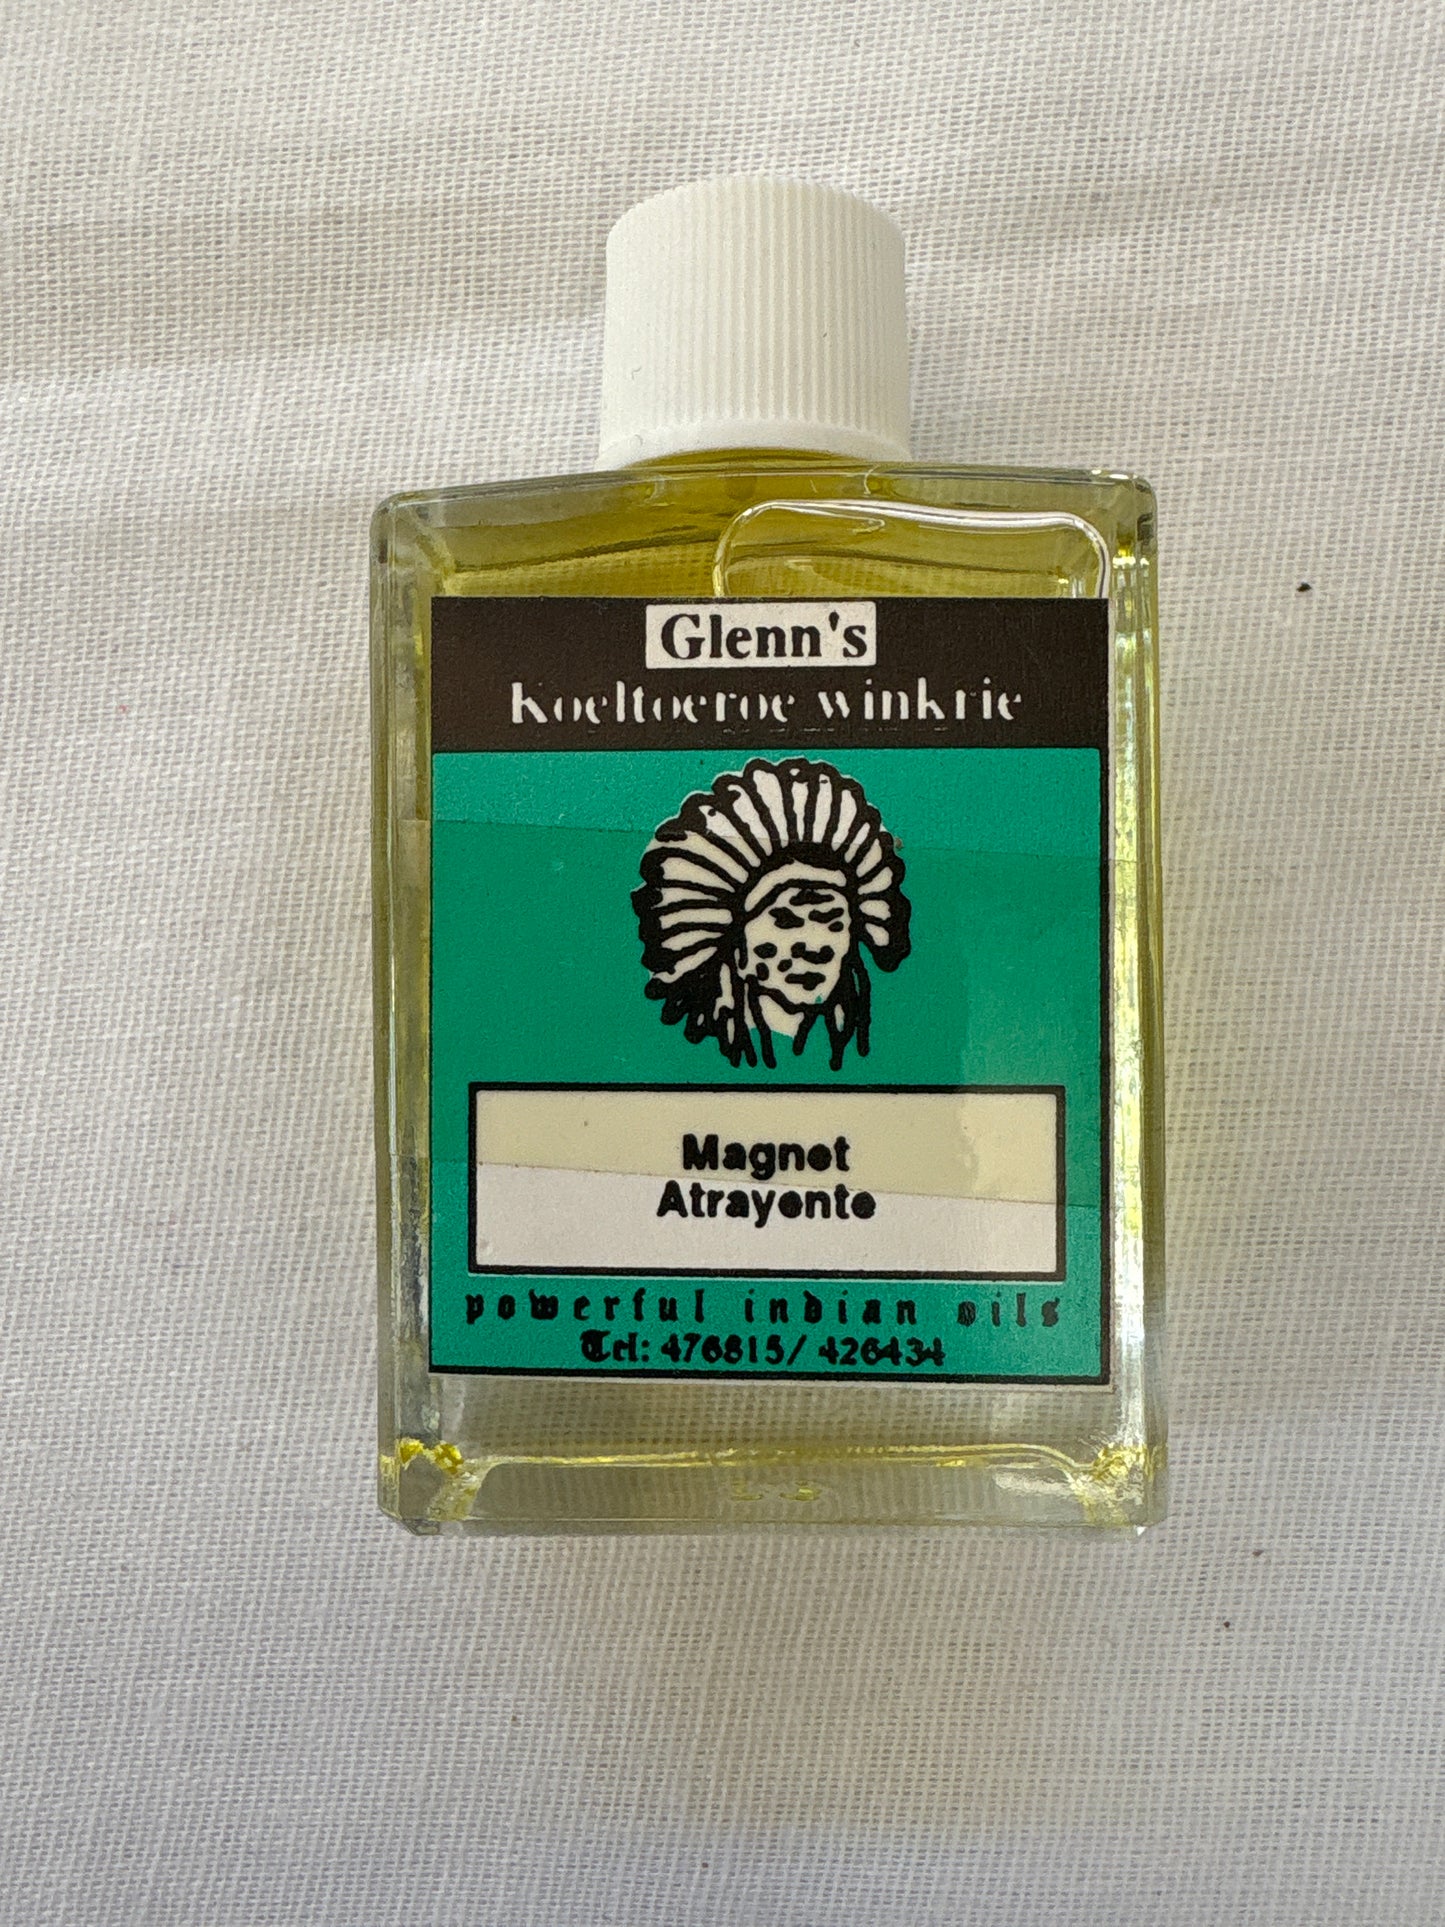 Glenn's
Koeltoeroe winkrie
Magnet
Atrayente
powerful indian oils
Tel: 476815/ 426434